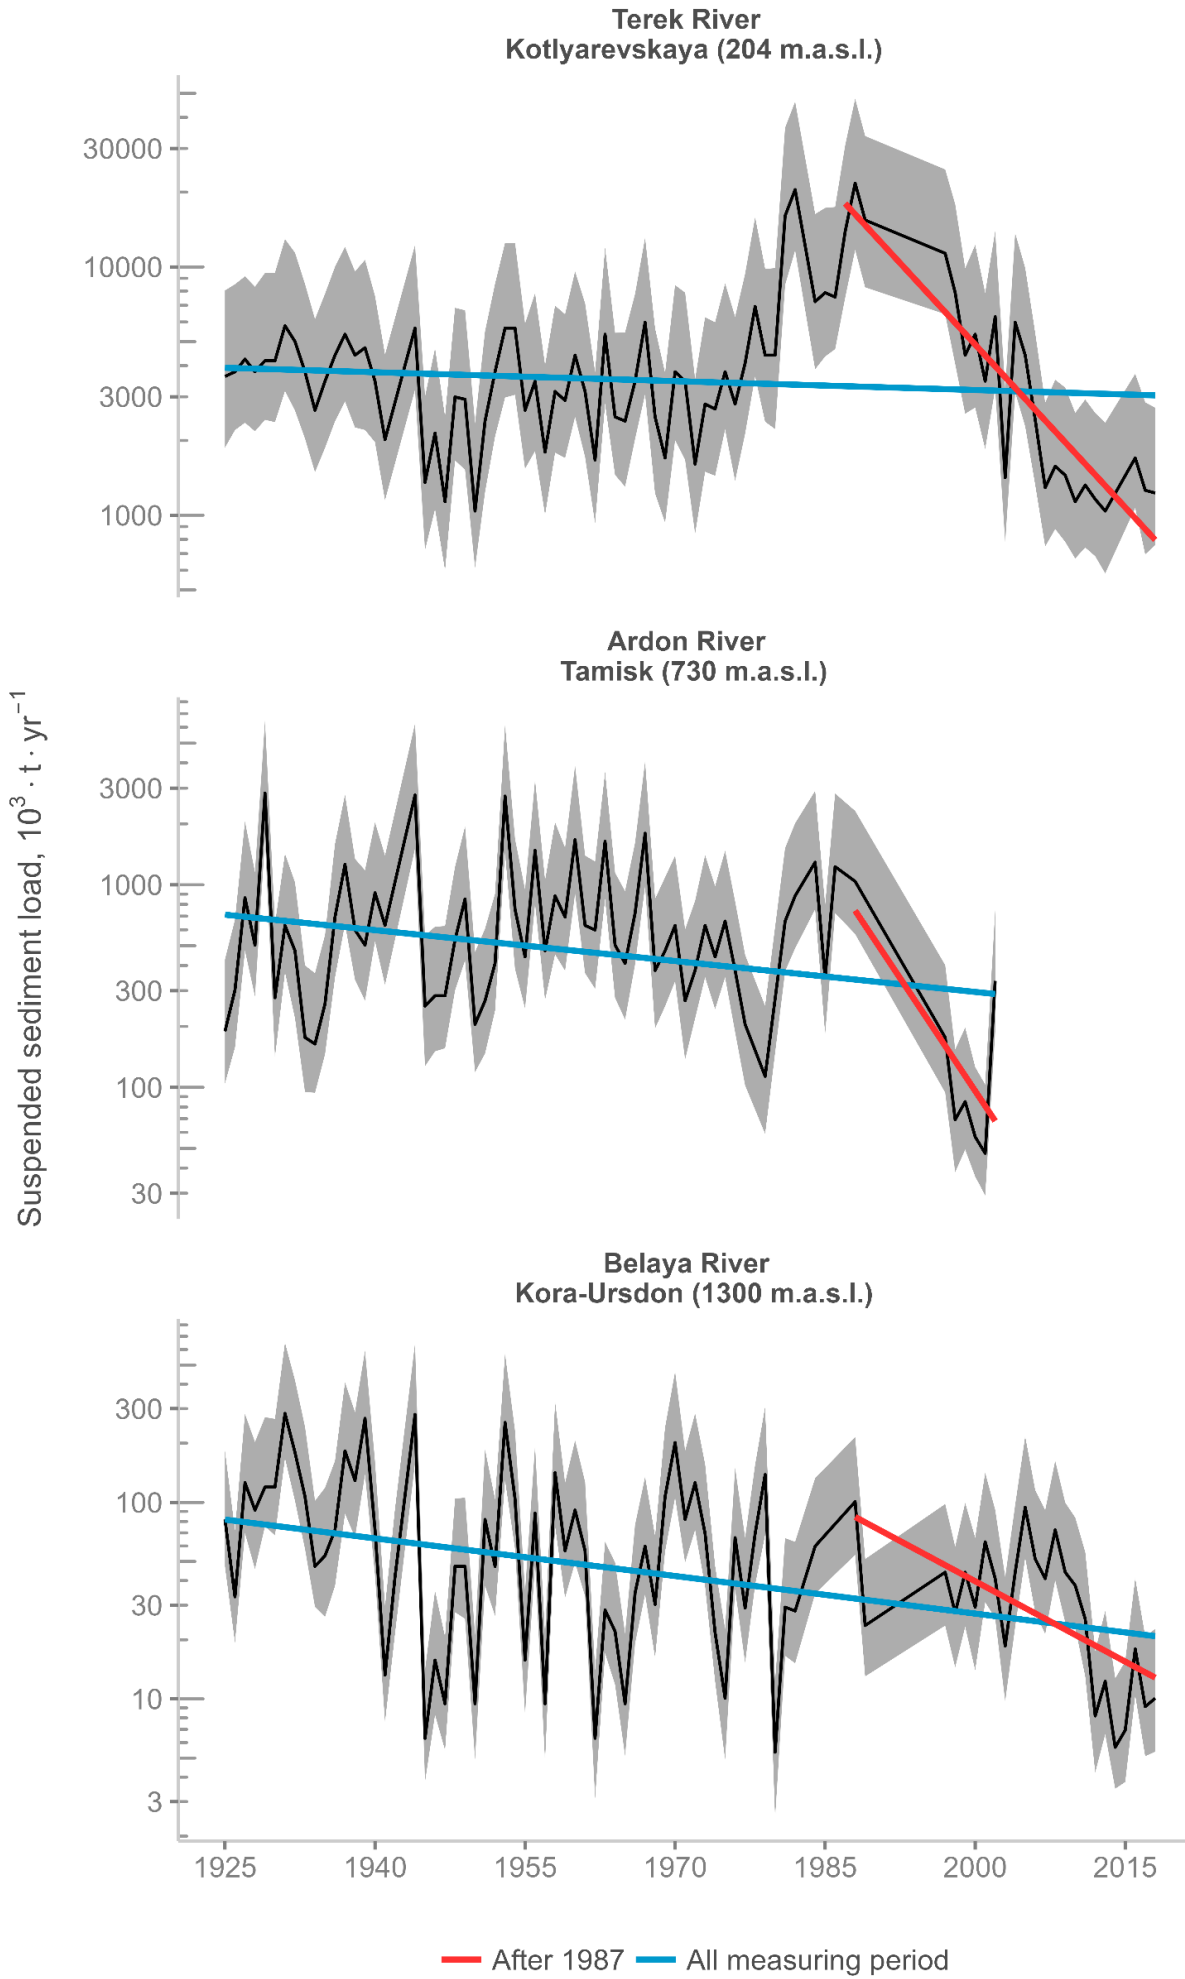 Terek River
Kotlyarevskaya (204 m.a.s.l.)
30000
10000
3000
1000
Ardon River
Tamisk (730 m.a.s.l.)
Suspended sediment load, 10³ · t · yr⁻¹
3000
1000
300
100
30
Belaya River
Kora-Ursdon (1300 m.a.s.l.)
300
100
30
10
3
1925 1940 1955 1970 1985 2000 2015
After 1987 All measuring period